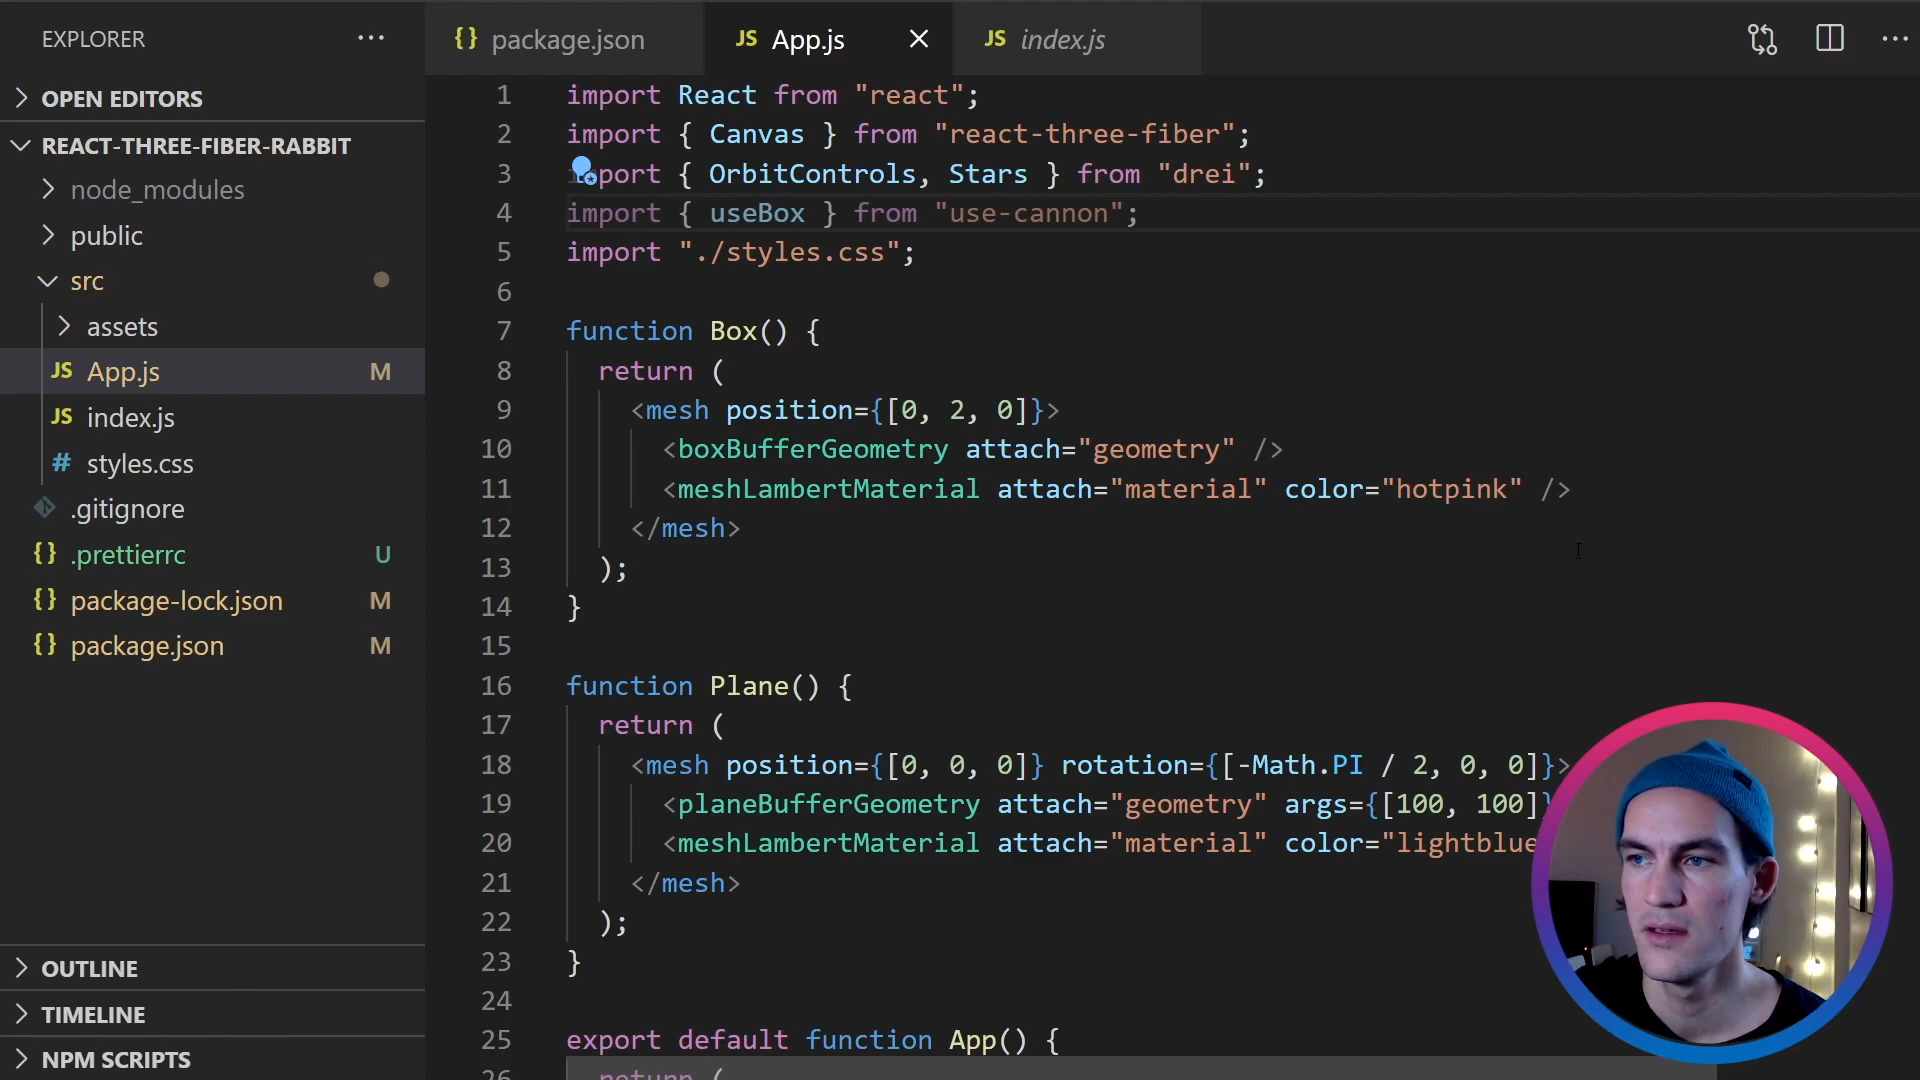 EXPLORER
OPEN EDITORS
REACT-THREE-FIBER-RABBIT
node_modules
public
src
assets
JS App.js M
JS index.js
# styles.css
.gitignore
{} .prettierrc U
{} package-lock.json M
{} package.json M
OUTLINE
TIMELINE
NPM SCRIPTS
{} package.json
JS App.js
JS index.js
1 import React from "react";
2 import { Canvas } from "react-three-fiber";
3 import { OrbitControls, Stars } from "drei";
4 import { useBox } from "use-cannon";
5 import "./styles.css";
6
7 function Box() {
8 return (
9 <mesh position={[0, 2, 0]}>
10 <boxBufferGeometry attach="geometry" />
11 <meshLambertMaterial attach="material" color="hotpink" />
12 </mesh>
13 );
14 }
15
16 function Plane() {
17 return (
18 <mesh position={[0, 0, 0]} rotation={[-Math.PI / 2, 0, 0]}>
19 <planeBufferGeometry attach="geometry" args={[100, 100]}
20 <meshLambertMaterial attach="material" color="lightblue
21 </mesh>
22 );
23 }
24
25 export default function App() {
26 return (